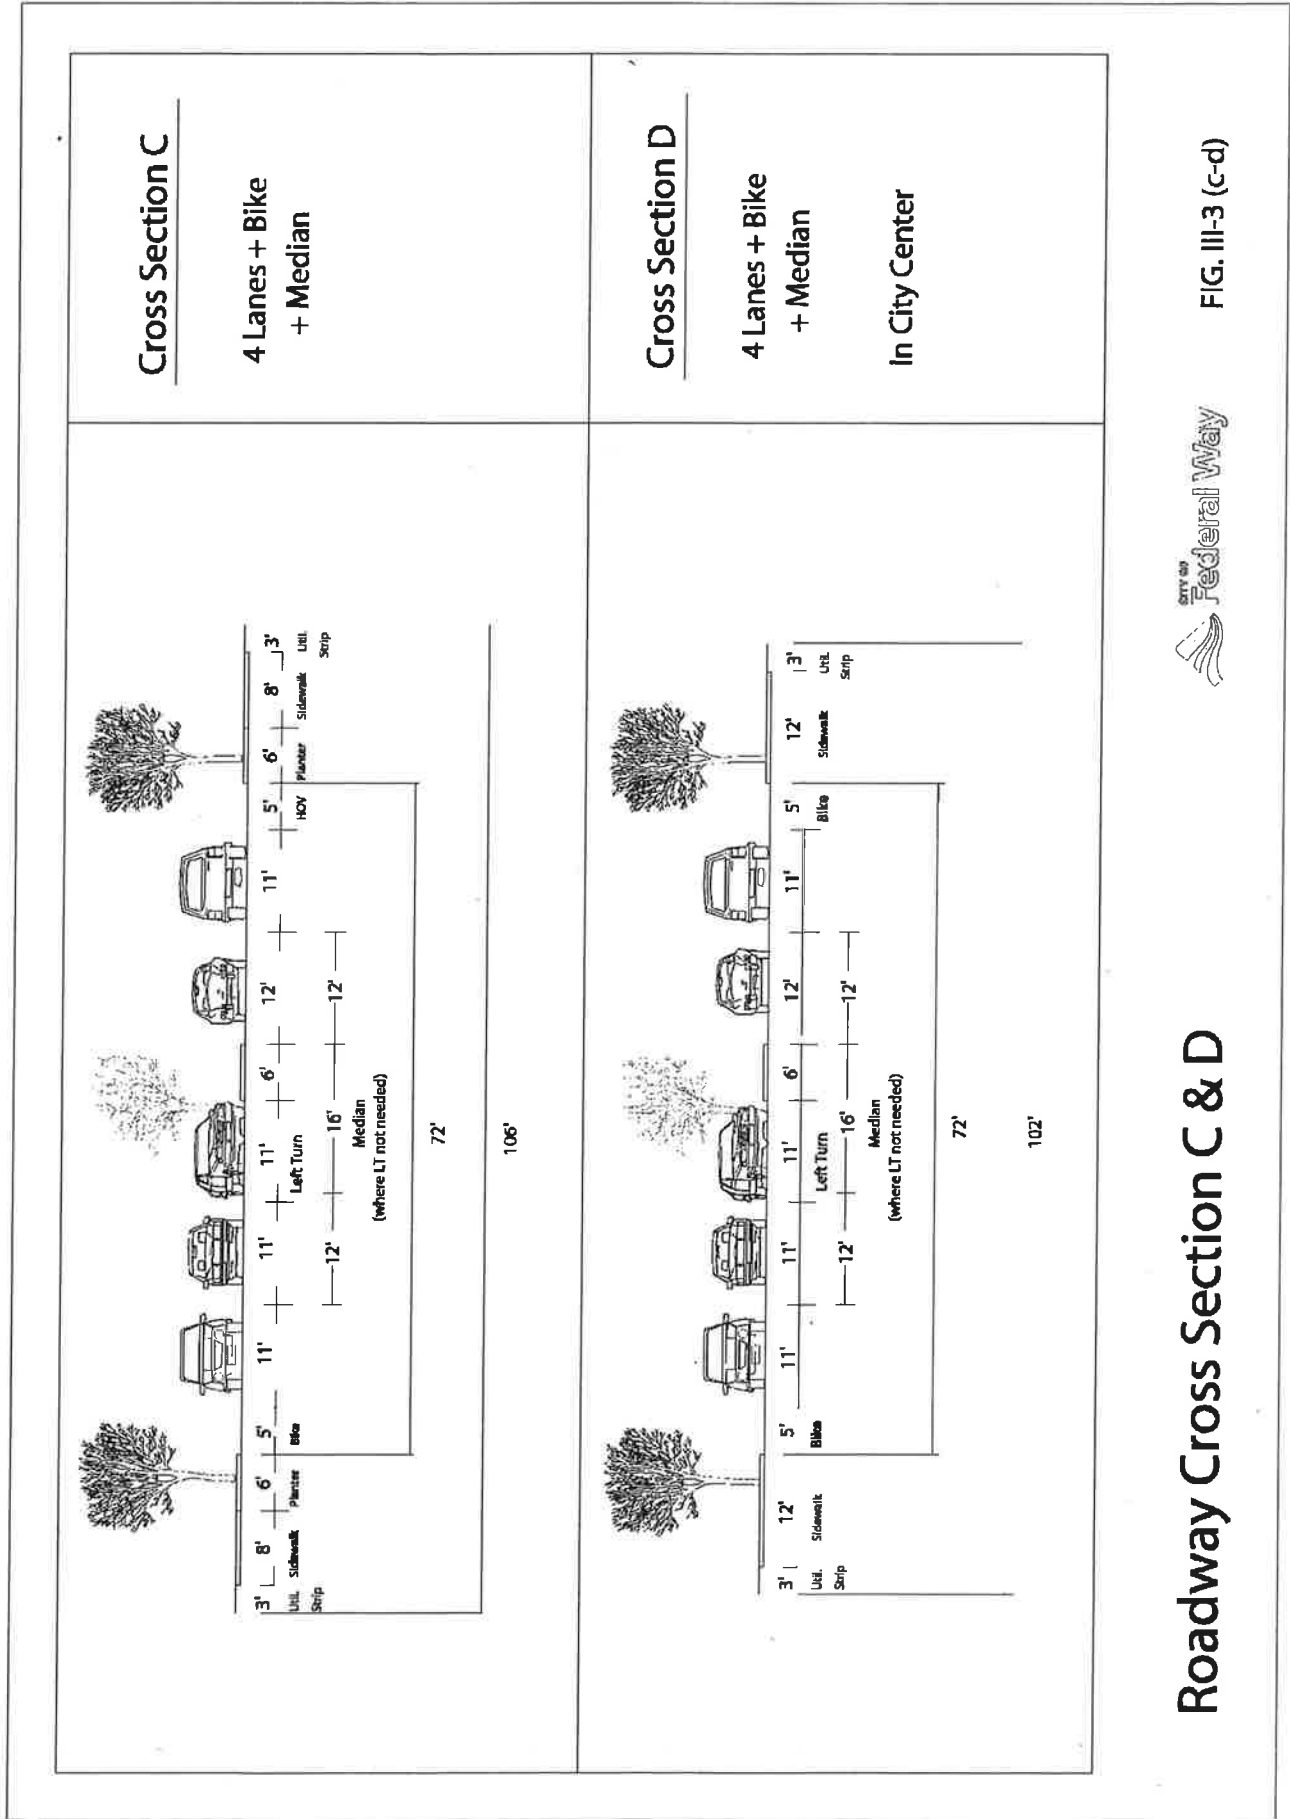 Cross Section C
4 Lanes + Bike
+ Median
3' 8' 6' 5' 11' 11' 11' 6' 12' 11' 5' 6' 8' 3'
Util. Sidewalk Planter Bike Left Turn HOV Planter Sidewalk Util.
Strip Strip
12' 16' 12'
Median
(where LT not needed)
72'
106'
Cross Section D
4 Lanes + Bike
+ Median
In City Center
3' 12' 5' 11' 11' 11' 6' 12' 11' 5' 12' 3'
Util. Sidewalk Bike Left Turn Bike Sidewalk Util.
Strip Strip
12' 16' 12'
Median
(where LT not needed)
72'
102'
Roadway Cross Section C & D
CITY OF
Federal Way
FIG. III-3 (c-d)